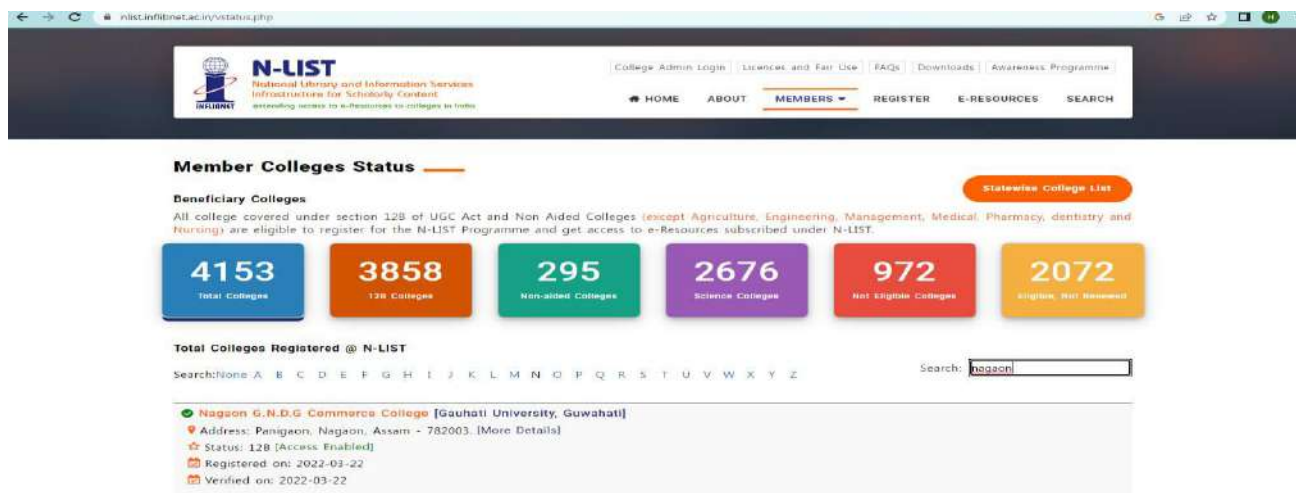 nlist.inflibnet.ac.in/vstatus.php
N-LIST
National Library and Information Services
Infrastructure for Scholarly Content
extending access to e-Resources to colleges in India
INFLIBNET
College Admin Login Licences and Fair Use FAQs Downloads Awareness Programme
HOME ABOUT MEMBERS REGISTER E-RESOURCES SEARCH
Member Colleges Status
Statewise College List
Beneficiary Colleges
All college covered under section 12B of UGC Act and Non Aided Colleges (except Agriculture, Engineering, Management, Medical, Pharmacy, dentistry and
Nursing) are eligible to register for the N-LIST Programme and get access to e-Resources subscribed under N-LIST.
4153 3858 295 2676 972 2072
Total Colleges 12B Colleges Non-aided Colleges Science Colleges Not Eligible Colleges Eligible, Not Renewed
Total Colleges Registered @ N-LIST
Search:None A B C D E F G H I J K L M N O P Q R S T U V W X Y Z
Search: nagaon
Nagaon G.N.D.G Commerce College [Gauhati University, Guwahati]
Address: Panigaon, Nagaon, Assam - 782003. [More Details]
Status: 12B [Access Enabled]
Registered on: 2022-03-22
Verified on: 2022-03-22